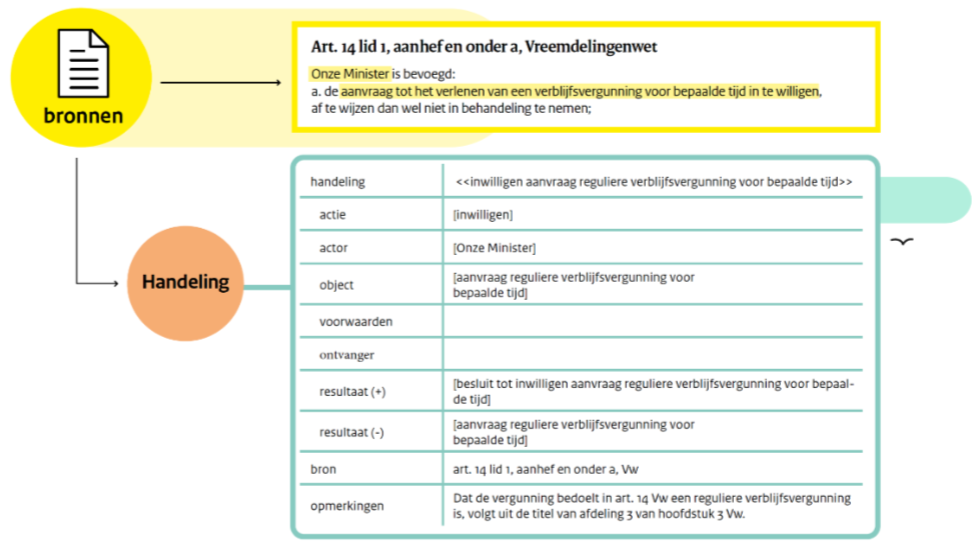 bronnen
Art. 14 lid 1, aanhef en onder a, Vreemdelingenwet
Onze Minister is bevoegd:
a. de aanvraag tot het verlenen van een verblijfsvergunning voor bepaalde tijd in te willigen,
af te wijzen dan wel niet in behandeling te nemen;
Handeling
handeling <<inwilligen aanvraag reguliere verblijfsvergunning voor bepaalde tijd>>
actie [inwilligen]
actor [Onze Minister]
object [aanvraag reguliere verblijfsvergunning voor
bepaalde tijd]
voorwaarden
ontvanger
resultaat (+) [besluit tot inwilligen aanvraag reguliere verblijfsvergunning voor bepaal-
de tijd]
resultaat (-) [aanvraag reguliere verblijfsvergunning voor
bepaalde tijd]
bron art. 14 lid 1, aanhef en onder a, Vw
opmerkingen Dat de vergunning bedoelt in art. 14 Vw een reguliere verblijfsvergunning
is, volgt uit de titel van afdeling 3 van hoofdstuk 3 Vw.